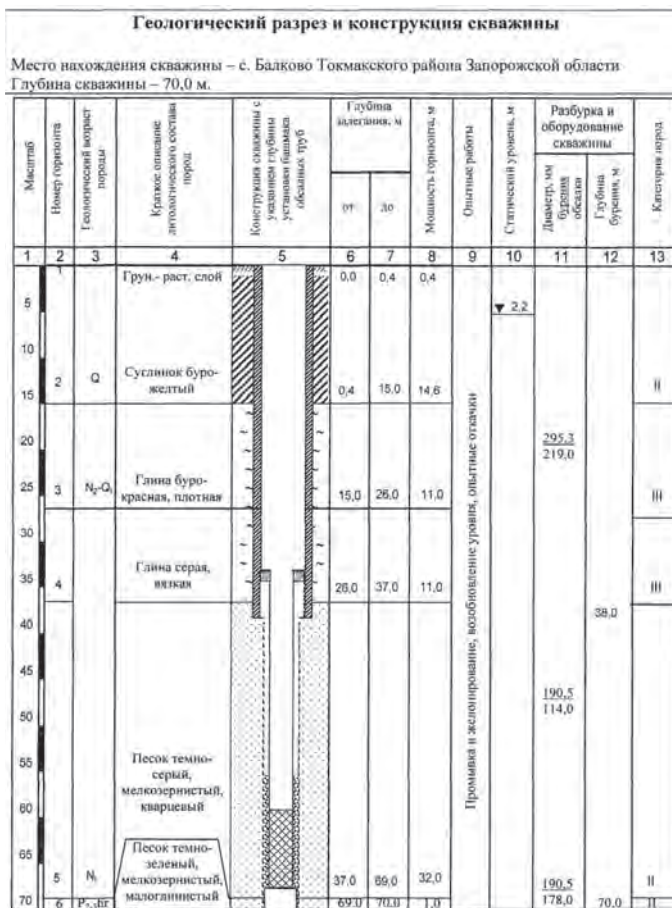 Геологический разрез и конструкция скважины
Место нахождения скважины – с. Балково Токмакского района Запорожской области
Глубина скважины – 70,0 м.
Масштаб
Номер горизонта
Геологический возраст
породы
Краткое описание
литологического состава
пород
Конструкция скважины с
указанием глубины
установки башмака
обсадных труб
Глубина
залегания, м
от
до
Мощность горизонта, м
Опытные работы
Статический уровень, м
Разбурка и
оборудование
скважины
Диаметр, мм
бурения
обсадки
Глубина
бурения, м
Категория пород
1 2 3 4 5 6 7 8 9 10 11 12 13
1 Грун.- раст. слой 0,0 0,4 0,4
5
2,2
10
2 Q Суглинок буро-
желтый 0,4 15,0 14,6 II
15
20
295,3
219,0
3 N₂-Q₁ Глина буро-
красная, плотная 15,0 26,0 11,0 III
25
30
Глина серая,
вязкая 26,0 37,0 11,0 III
35 4
38,0
40
45
190,5
114,0
50
55
Песок темно-
серый,
мелкозернистый,
кварцевый
60
Песок темно-
зеленый,
мелкозернистый,
малоглинистый
65
5 N₁ 37,0 69,0 32,0 190,5 II
178,0
70 6 69,0 70,0 1,0 70,0 II
Промывка и желонирование, возобновление уровня, опытные откачки